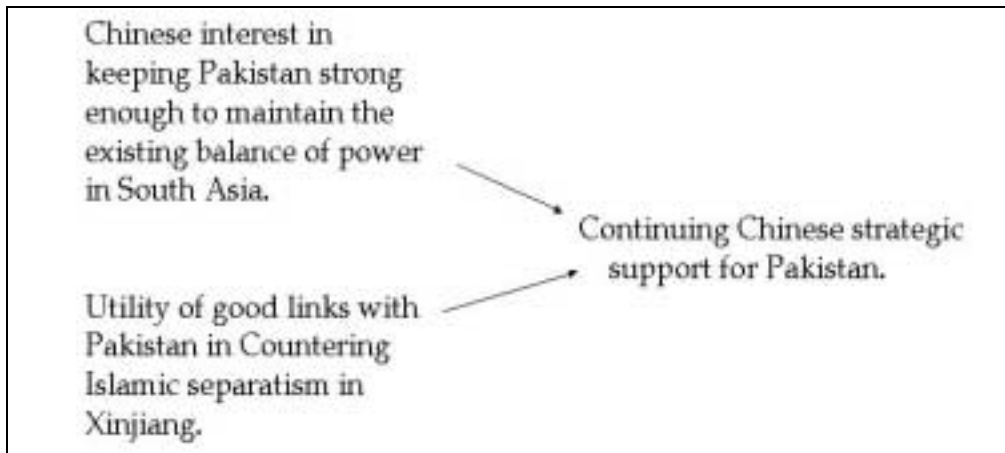 Chinese interest in
keeping Pakistan strong
enough to maintain the
existing balance of power
in South Asia.
Continuing Chinese strategic
support for Pakistan.
Utility of good links with
Pakistan in Countering
Islamic separatism in
Xinjiang.